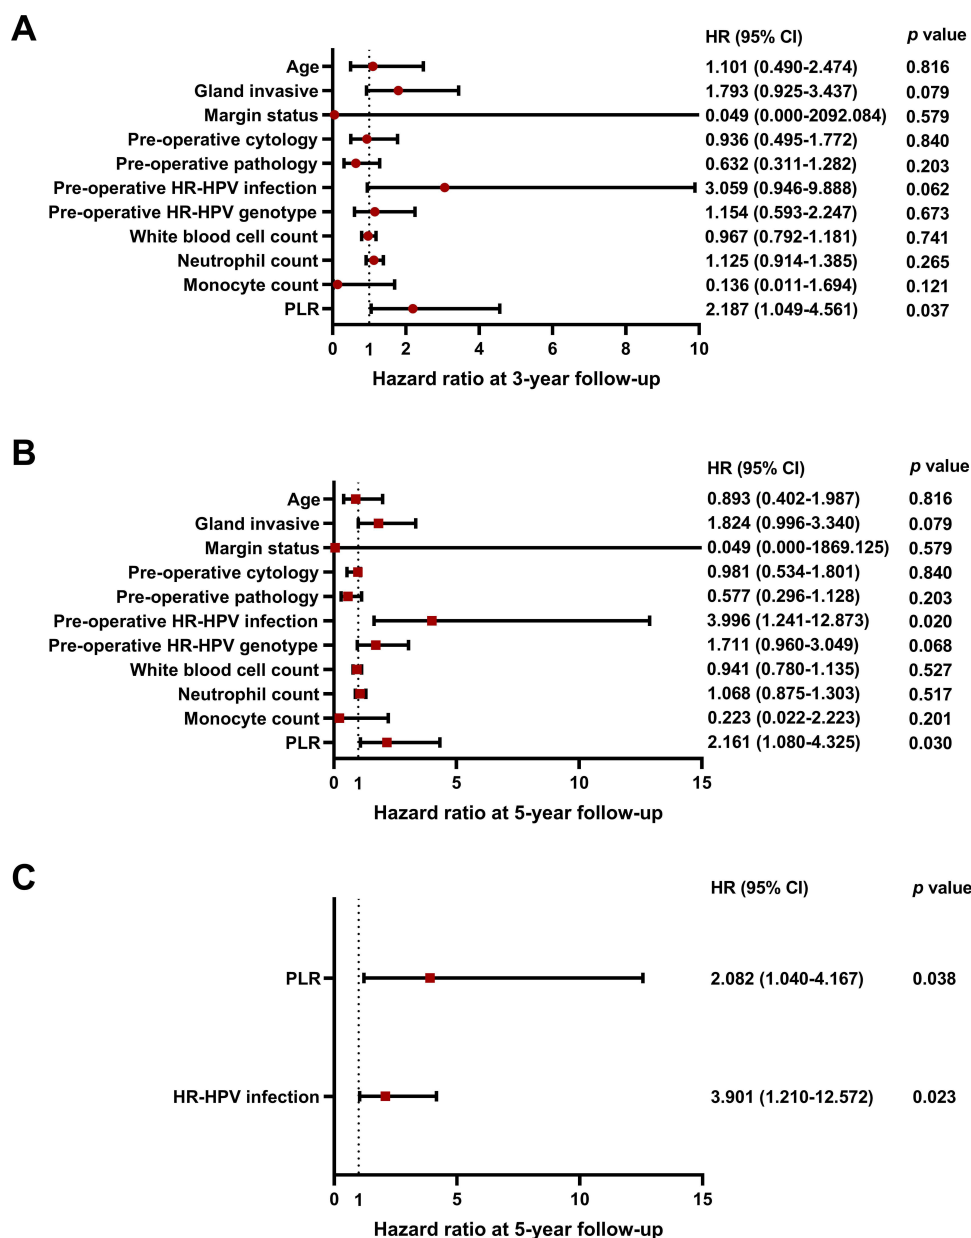 A
HR (95% CI) p value
Age 1.101 (0.490-2.474) 0.816
Gland invasive 1.793 (0.925-3.437) 0.079
Margin status 0.049 (0.000-2092.084) 0.579
Pre-operative cytology 0.936 (0.495-1.772) 0.840
Pre-operative pathology 0.632 (0.311-1.282) 0.203
Pre-operative HR-HPV infection 3.059 (0.946-9.888) 0.062
Pre-operative HR-HPV genotype 1.154 (0.593-2.247) 0.673
White blood cell count 0.967 (0.792-1.181) 0.741
Neutrophil count 1.125 (0.914-1.385) 0.265
Monocyte count 0.136 (0.011-1.694) 0.121
PLR 2.187 (1.049-4.561) 0.037
0 1 2 4 6 8 10
Hazard ratio at 3-year follow-up
B
HR (95% CI) p value
Age 0.893 (0.402-1.987) 0.816
Gland invasive 1.824 (0.996-3.340) 0.079
Margin status 0.049 (0.000-1869.125) 0.579
Pre-operative cytology 0.981 (0.534-1.801) 0.840
Pre-operative pathology 0.577 (0.296-1.128) 0.203
Pre-operative HR-HPV infection 3.996 (1.241-12.873) 0.020
Pre-operative HR-HPV genotype 1.711 (0.960-3.049) 0.068
White blood cell count 0.941 (0.780-1.135) 0.527
Neutrophil count 1.068 (0.875-1.303) 0.517
Monocyte count 0.223 (0.022-2.223) 0.201
PLR 2.161 (1.080-4.325) 0.030
0 1 5 10 15
Hazard ratio at 5-year follow-up
C
HR (95% CI) p value
PLR 2.082 (1.040-4.167) 0.038
HR-HPV infection 3.901 (1.210-12.572) 0.023
0 1 5 10 15
Hazard ratio at 5-year follow-up